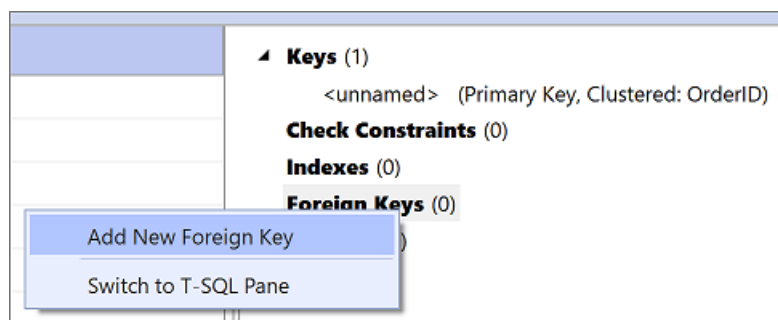 Keys (1)
<unnamed> (Primary Key, Clustered: OrderID)
Check Constraints (0)
Indexes (0)
Foreign Keys (0)
)
Add New Foreign Key
Switch to T-SQL Pane